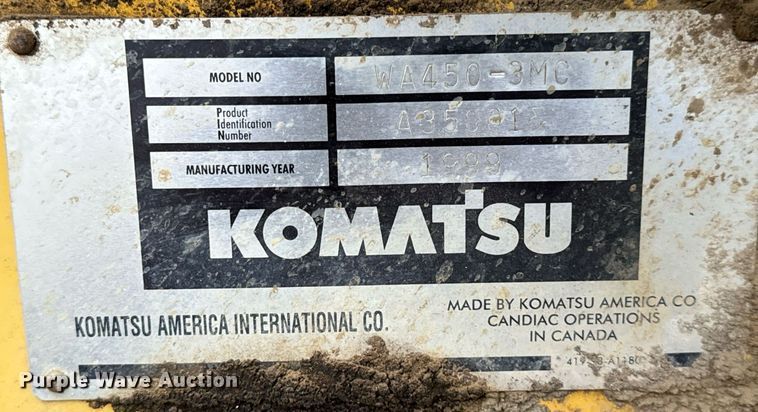 MODEL NO WA450-3MC
Product
Identification
Number
MANUFACTURING YEAR 1999
KOMATSU
KOMATSU AMERICA INTERNATIONAL CO.
MADE BY KOMATSU AMERICA CO
CANDIAC OPERATIONS
IN CANADA
Purple Wave Auction